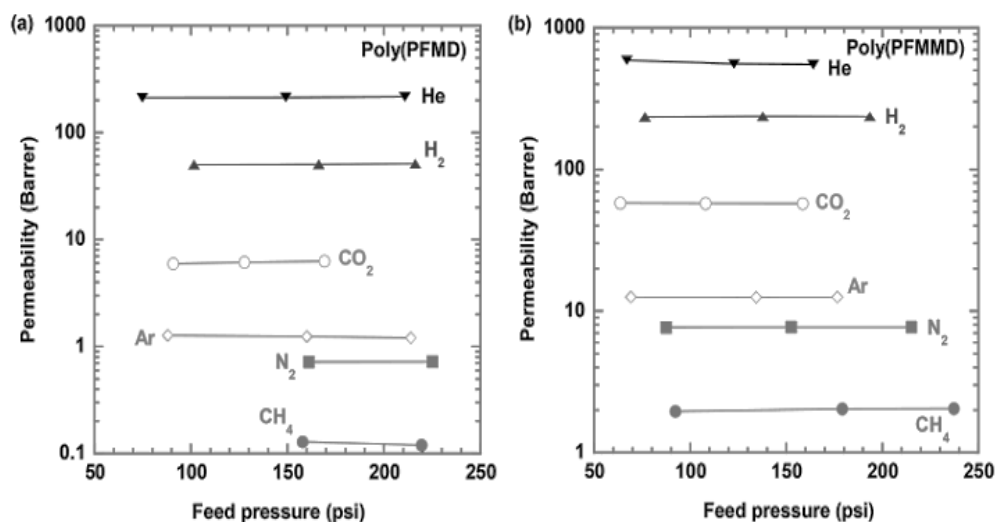 (a)
Poly(PFMD)
1000
100
10
1
0.1
Permeability (Barrer)
He
H2
CO2
Ar
N2
CH4
50 100 150 200 250
Feed pressure (psi)
(b)
Poly(PFMMD)
1000
100
10
1
Permeability (Barrer)
He
H2
CO2
Ar
N2
CH4
50 100 150 200 250
Feed pressure (psi)